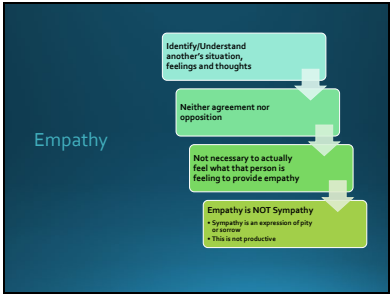 Empathy
Identify/Understand
another's situation,
feelings and thoughts
Neither agreement nor
opposition
Not necessary to actually
feel what that person is
feeling to provide empathy
Empathy is NOT Sympathy
• Sympathy is an expression of pity
or sorrow
• This is not productive